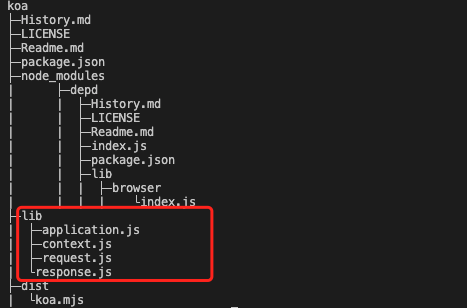 koa
├─History.md
├─LICENSE
├─Readme.md
├─package.json
├─node_modules
|      ├─depd
|      |  ├─History.md
|      |  ├─LICENSE
|      |  ├─Readme.md
|      |  ├─index.js
|      |  ├─package.json
|      |  ├─lib
|      |  |  ├─browser
|      |  |  |    └index.js
├─lib
|  ├─application.js
|  ├─context.js
|  ├─request.js
|  └response.js
├─dist
|  └koa.mjs